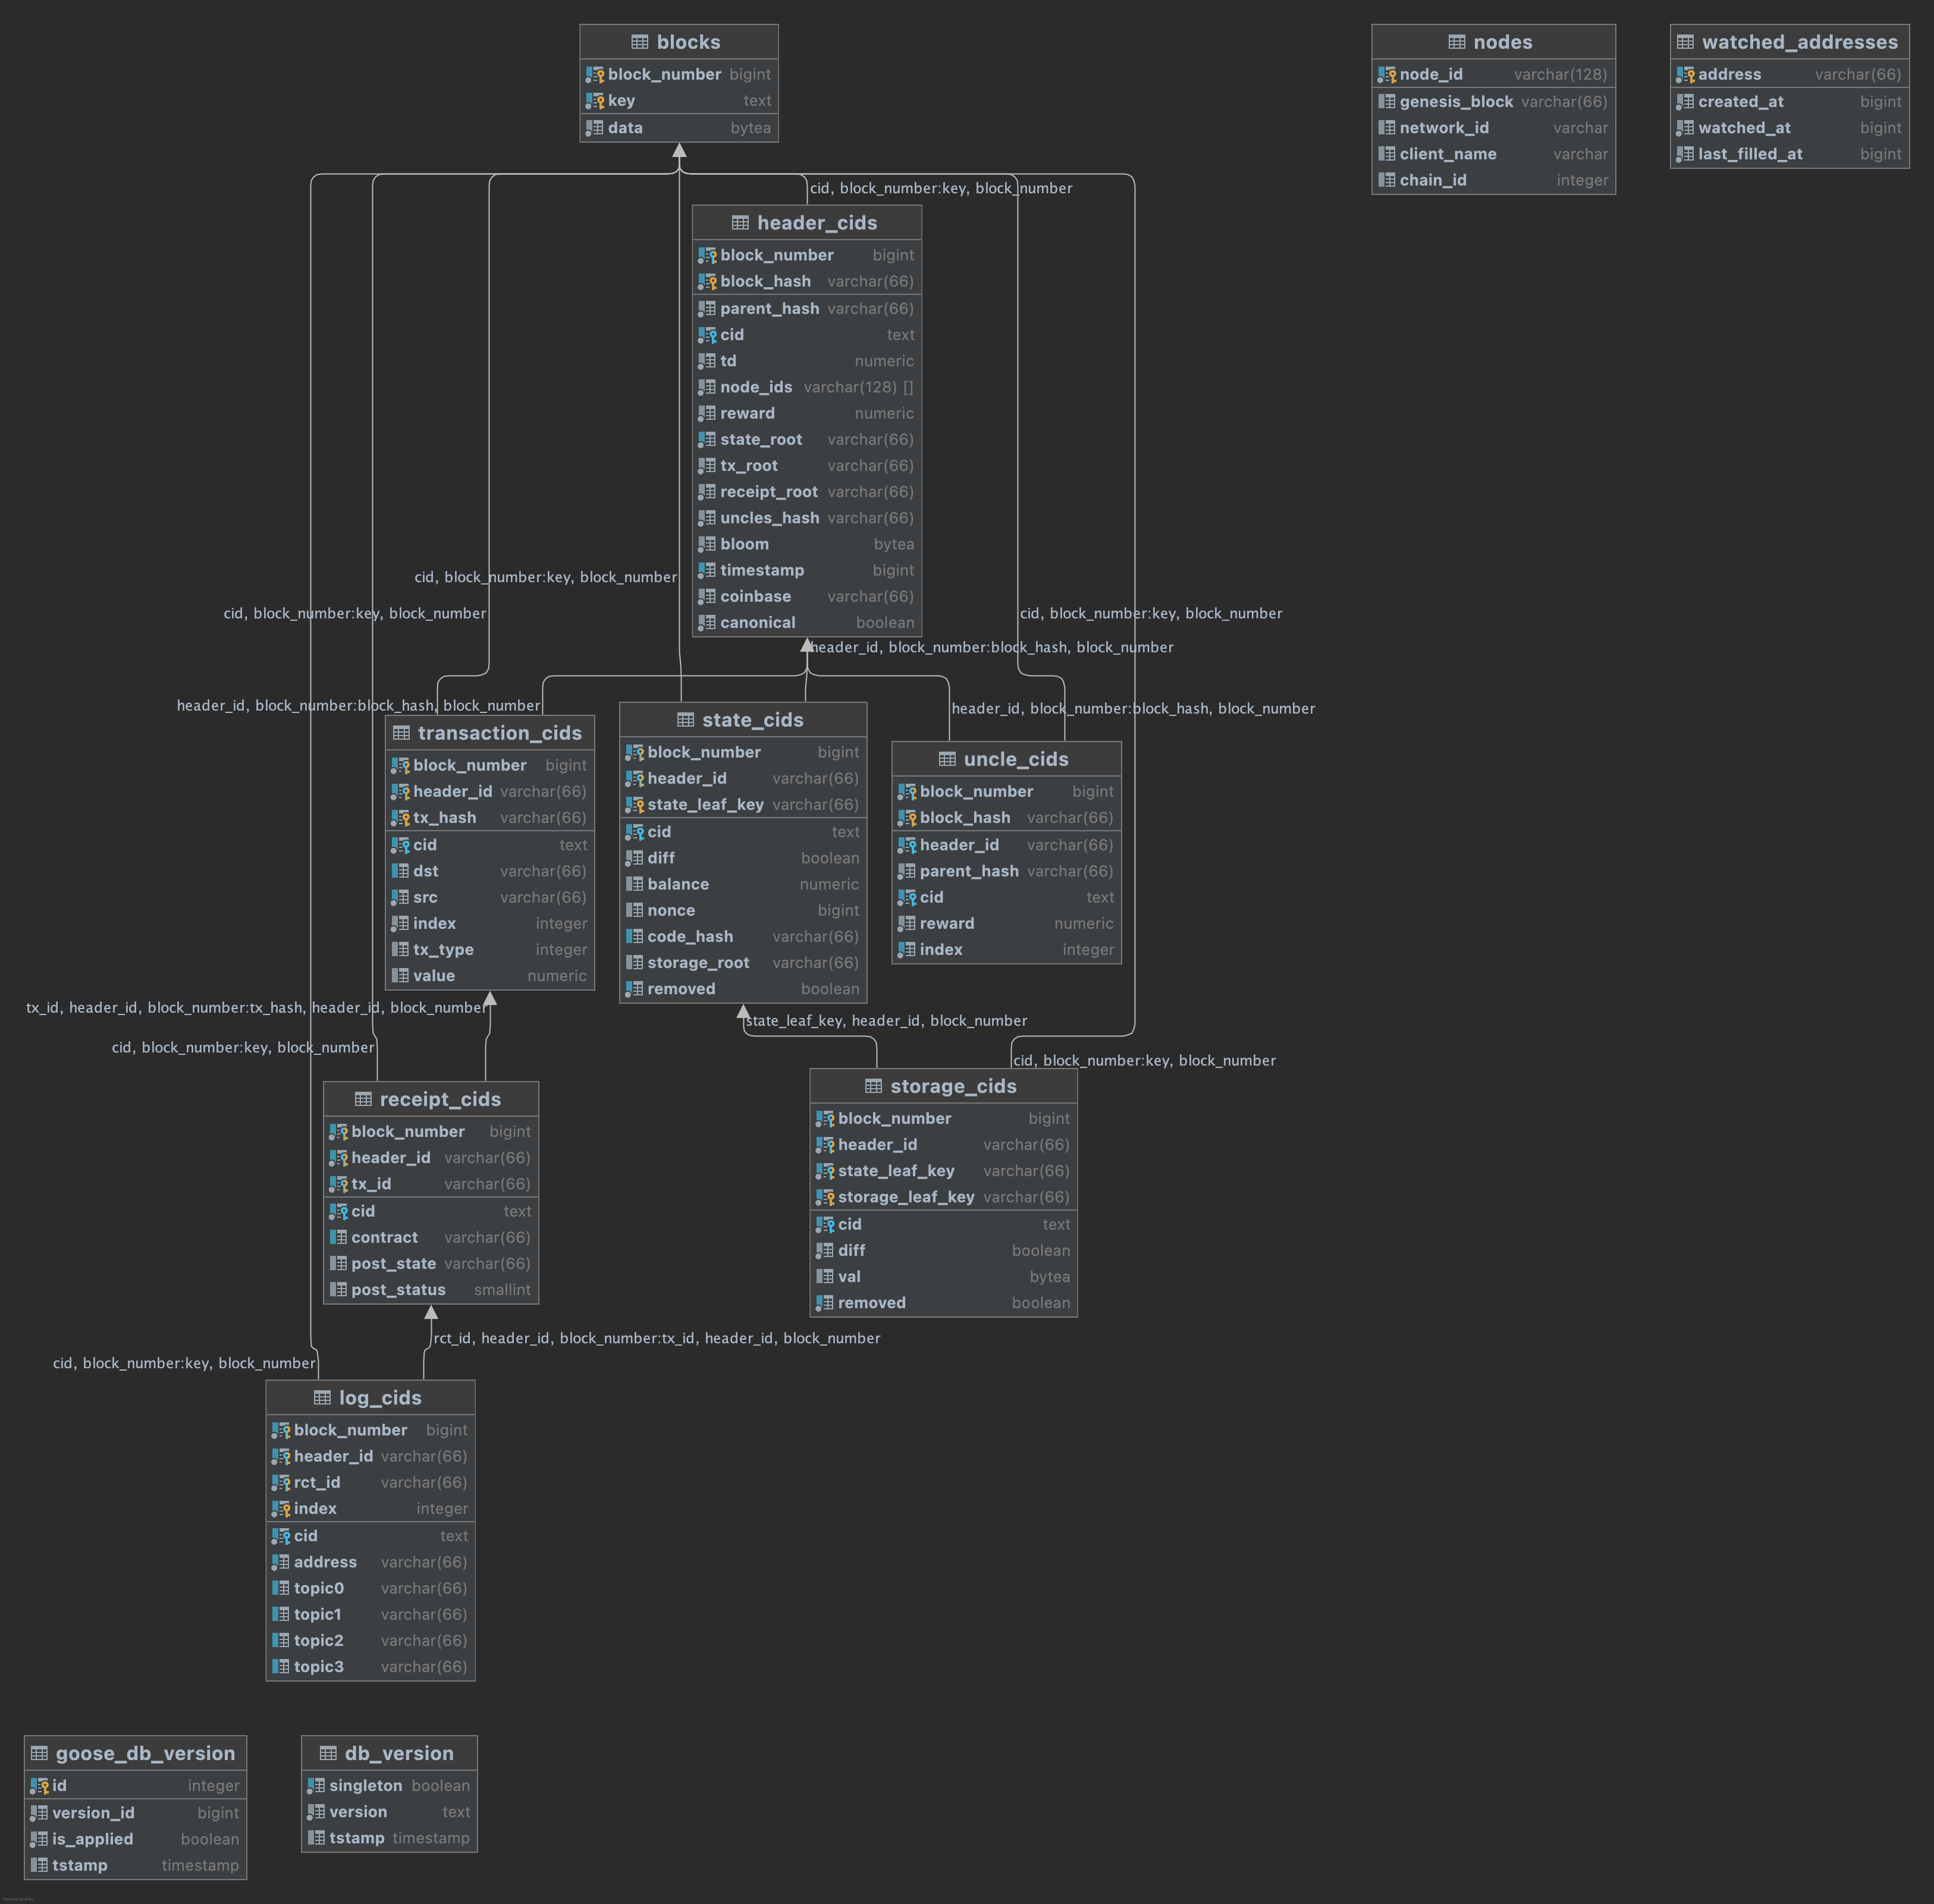 blocks
block_number bigint
key text
data bytea
nodes
node_id varchar(128)
genesis_block varchar(66)
network_id varchar
client_name varchar
chain_id integer
watched_addresses
address varchar(66)
created_at bigint
watched_at bigint
last_filled_at bigint
cid, block_number:key, block_number
header_cids
block_number bigint
block_hash varchar(66)
parent_hash varchar(66)
cid text
td numeric
node_ids varchar(128) []
reward numeric
state_root varchar(66)
tx_root varchar(66)
receipt_root varchar(66)
uncles_hash varchar(66)
bloom bytea
timestamp bigint
coinbase varchar(66)
canonical boolean
cid, block_number:key, block_number
cid, block_number:key, block_number
cid, block_number:key, block_number
header_id, block_number:block_hash, block_number
header_id, block_number:block_hash, block_number
header_id, block_number:block_hash, block_number
transaction_cids
block_number bigint
header_id varchar(66)
tx_hash varchar(66)
cid text
dst varchar(66)
src varchar(66)
index integer
tx_type integer
value numeric
state_cids
block_number bigint
header_id varchar(66)
state_leaf_key varchar(66)
cid text
diff boolean
balance numeric
nonce bigint
code_hash varchar(66)
storage_root varchar(66)
removed boolean
uncle_cids
block_number bigint
block_hash varchar(66)
header_id varchar(66)
parent_hash varchar(66)
cid text
reward numeric
index integer
tx_id, header_id, block_number:tx_hash, header_id, block_number
state_leaf_key, header_id, block_number
cid, block_number:key, block_number
cid, block_number:key, block_number
receipt_cids
block_number bigint
header_id varchar(66)
tx_id varchar(66)
cid text
contract varchar(66)
post_state varchar(66)
post_status smallint
storage_cids
block_number bigint
header_id varchar(66)
state_leaf_key varchar(66)
storage_leaf_key varchar(66)
cid text
diff boolean
val bytea
removed boolean
rct_id, header_id, block_number:tx_id, header_id, block_number
cid, block_number:key, block_number
log_cids
block_number bigint
header_id varchar(66)
rct_id varchar(66)
index integer
cid text
address varchar(66)
topic0 varchar(66)
topic1 varchar(66)
topic2 varchar(66)
topic3 varchar(66)
goose_db_version
id integer
version_id bigint
is_applied boolean
tstamp timestamp
db_version
singleton boolean
version text
tstamp timestamp